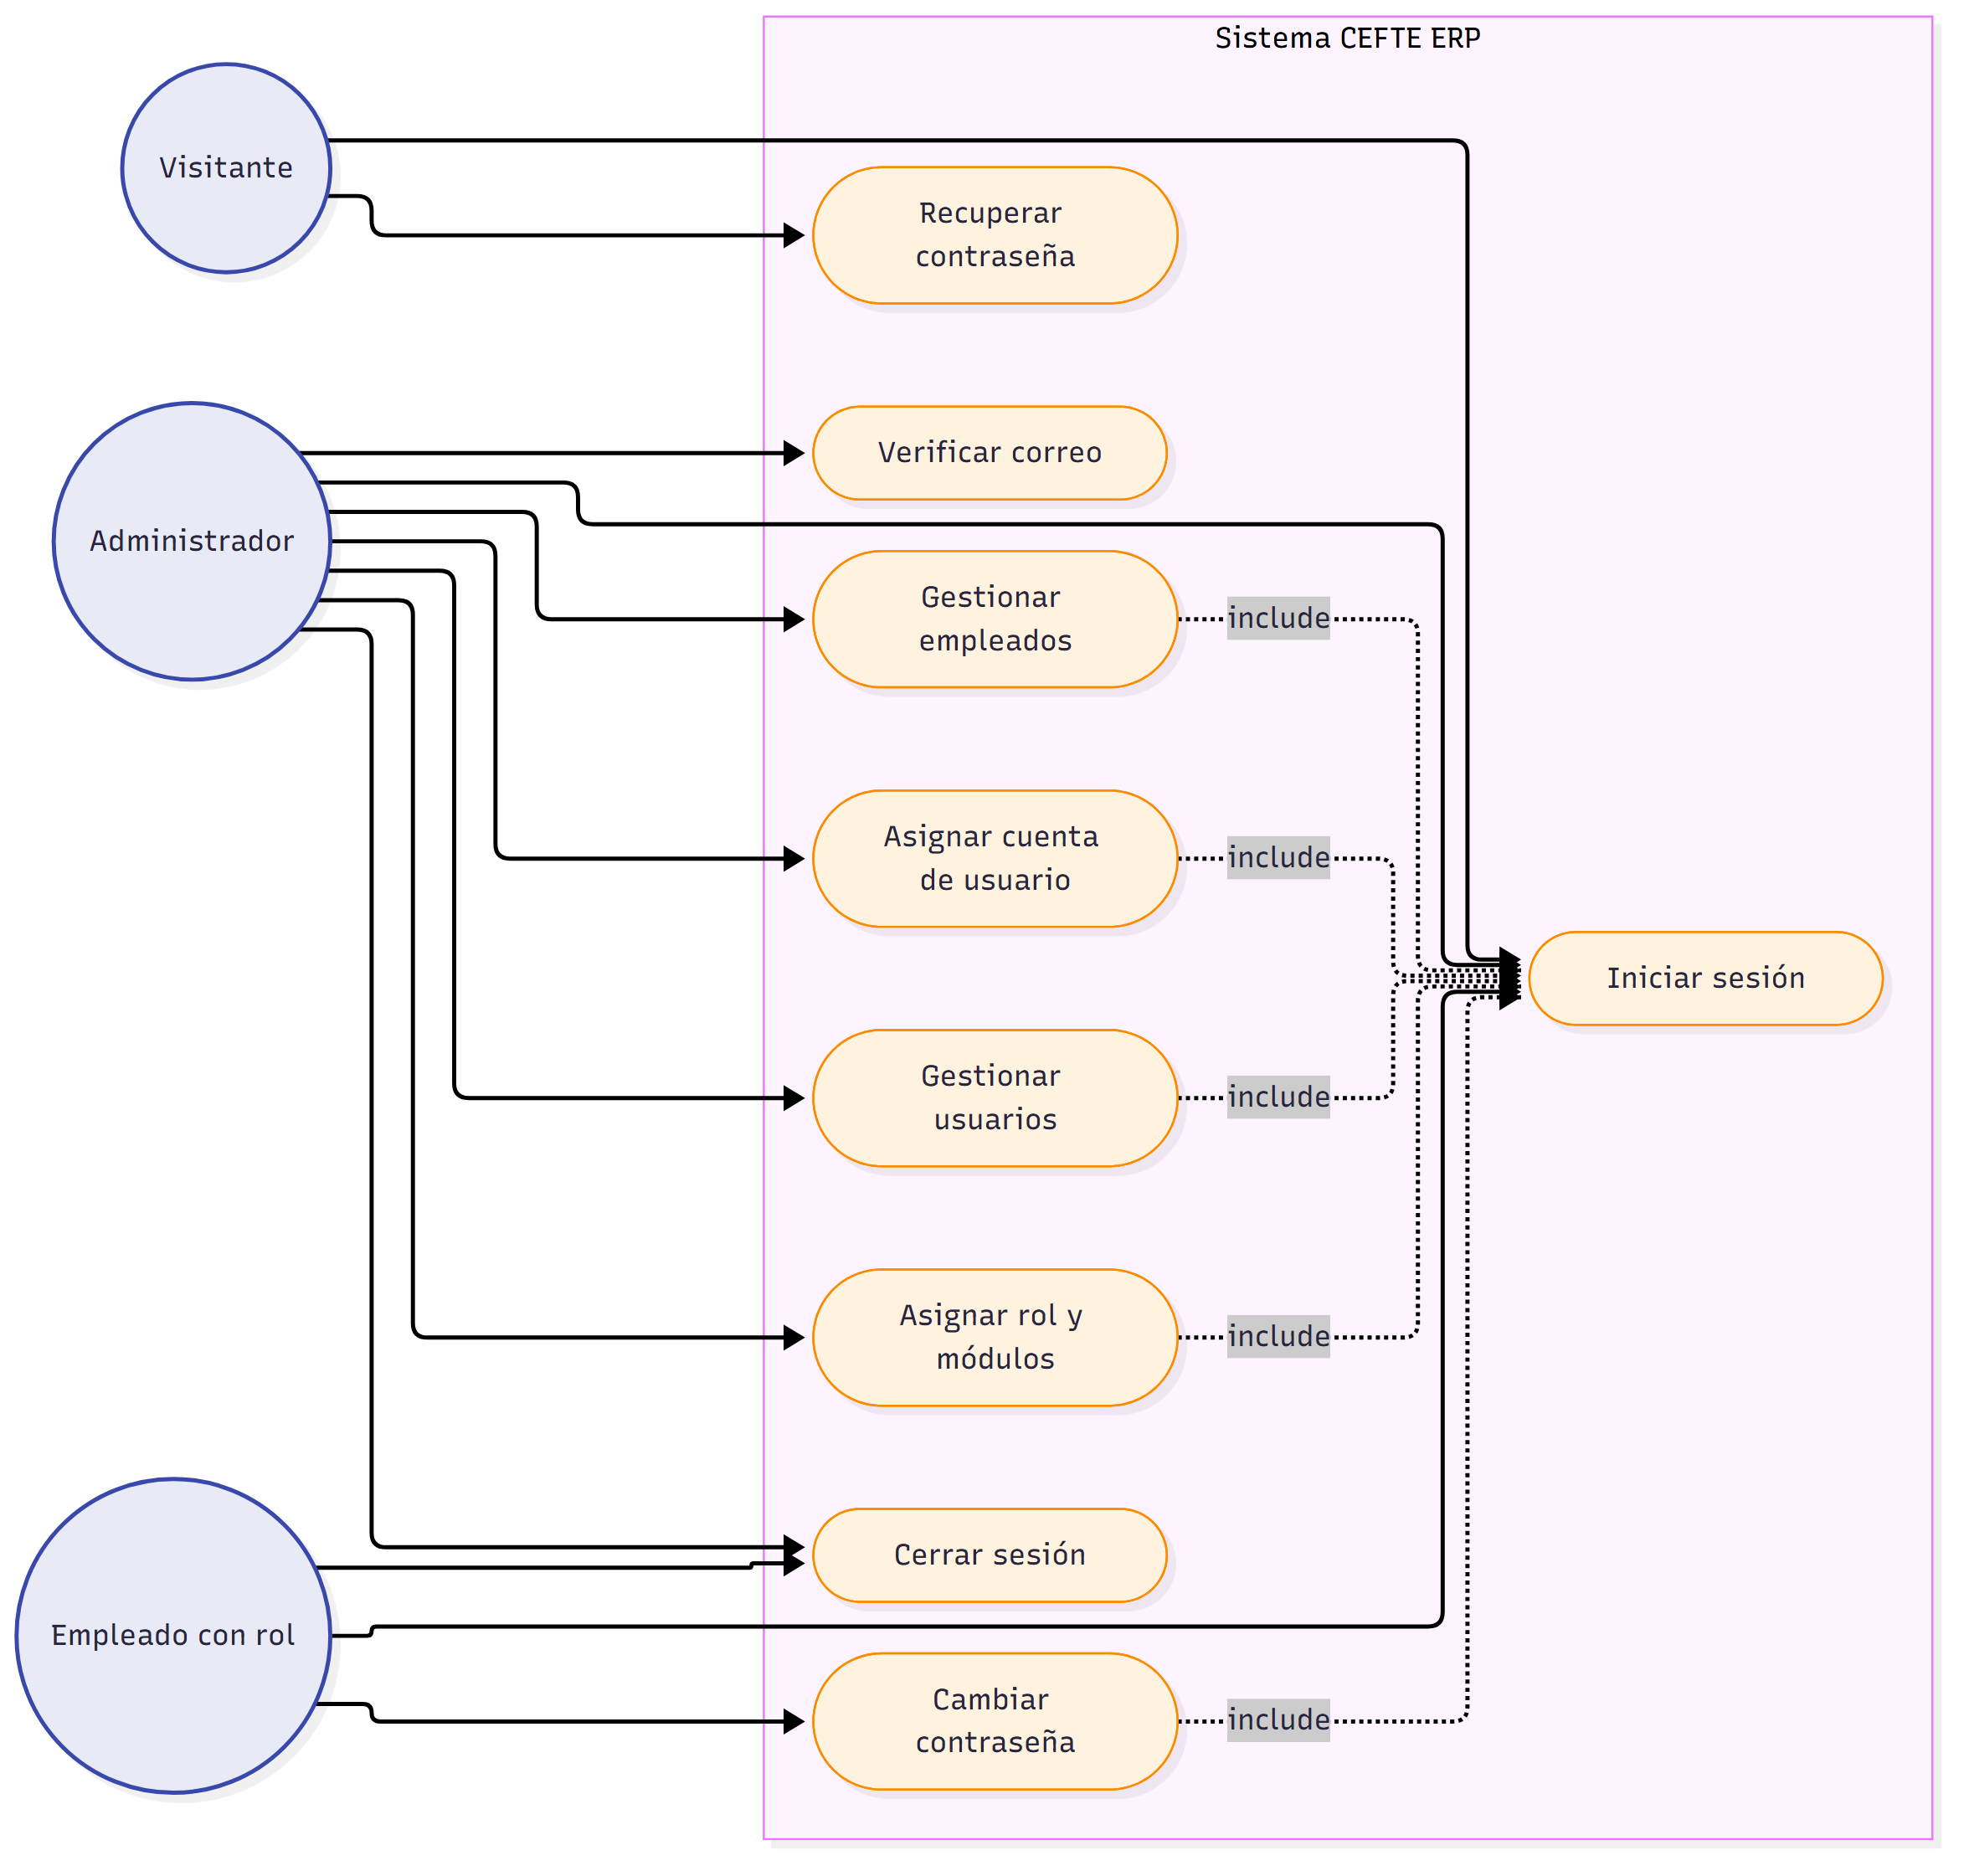 Sistema CEFTE ERP
Visitante
Recuperar
contraseña
Verificar correo
Administrador
Gestionar
empleados
include
Asignar cuenta
de usuario
include
Iniciar sesión
Gestionar
usuarios
include
Asignar rol y
módulos
include
Cerrar sesión
Empleado con rol
Cambiar
contraseña
include